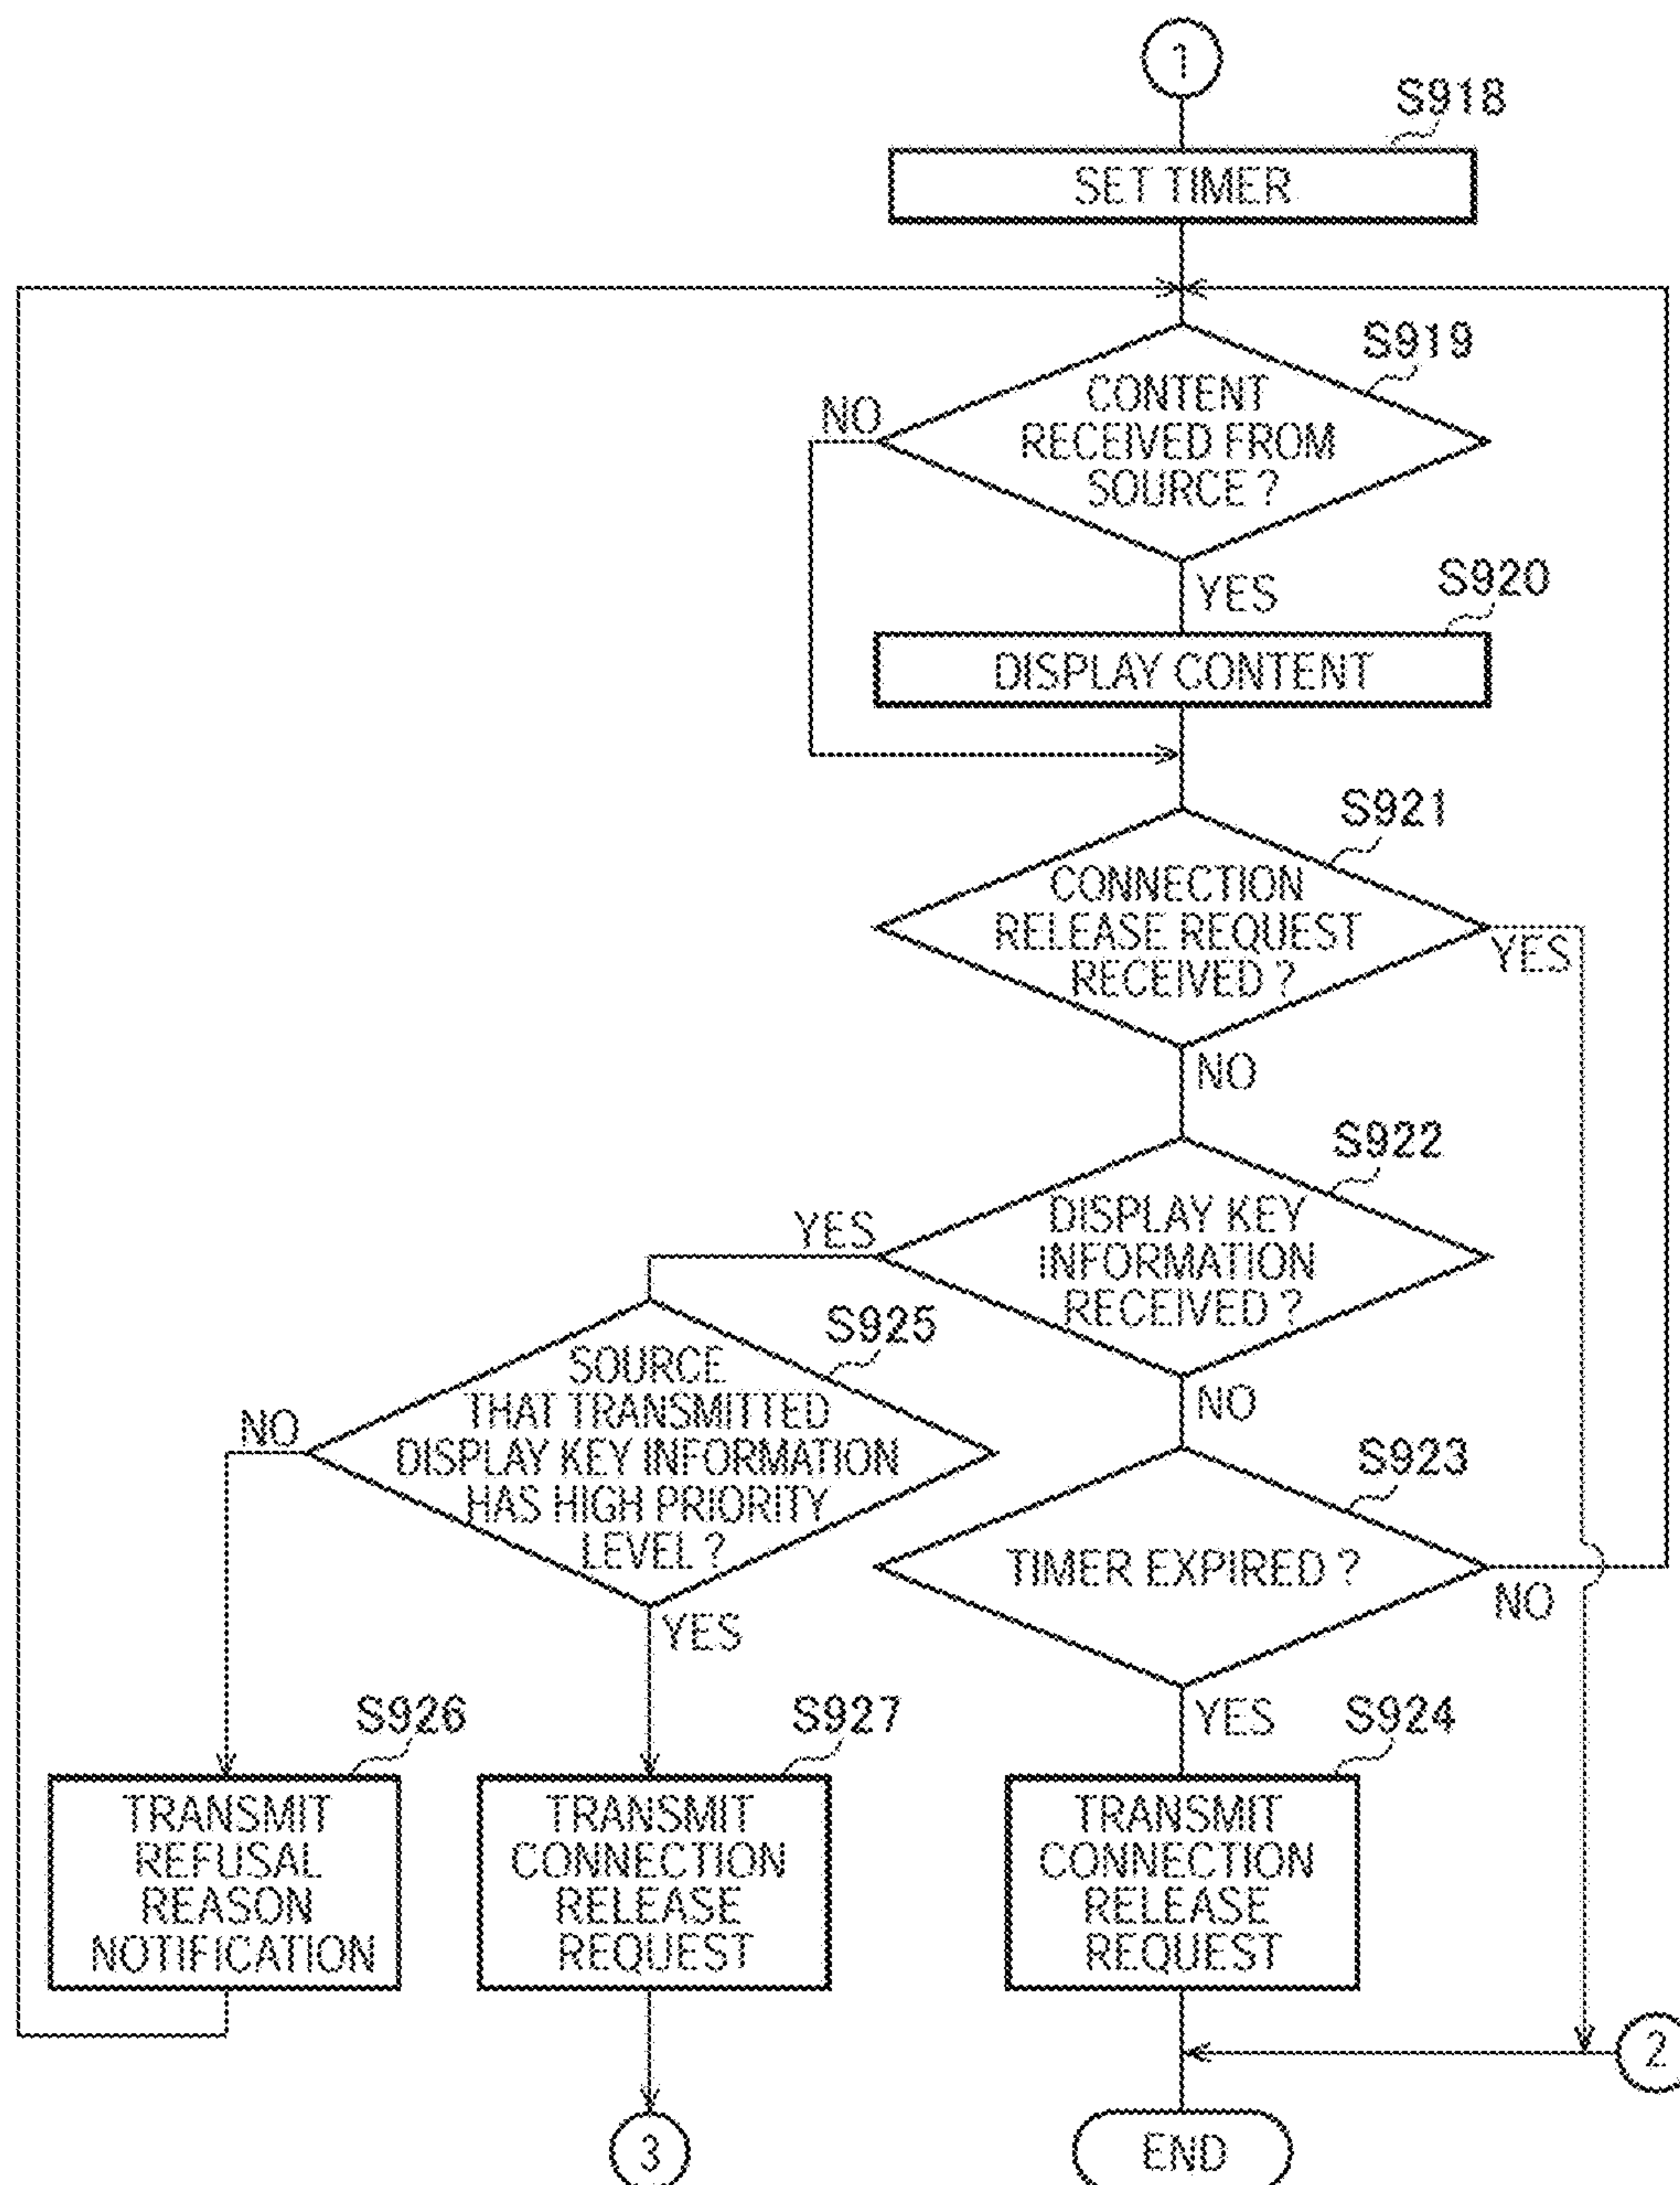 1
S918
SET TIMER
S919
CONTENT
RECEIVED FROM
SOURCE ?
NO
YES
S920
DISPLAY CONTENT
S921
CONNECTION
RELEASE REQUEST
RECEIVED ?
YES
NO
S922
DISPLAY KEY
INFORMATION
RECEIVED ?
YES
NO
S925
SOURCE
THAT TRANSMITTED
DISPLAY KEY INFORMATION
HAS HIGH PRIORITY
LEVEL ?
NO
YES
S923
TIMER EXPIRED ?
NO
YES
S926
TRANSMIT
REFUSAL
REASON
NOTIFICATION
S927
TRANSMIT
CONNECTION
RELEASE
REQUEST
S924
TRANSMIT
CONNECTION
RELEASE
REQUEST
2
3
END